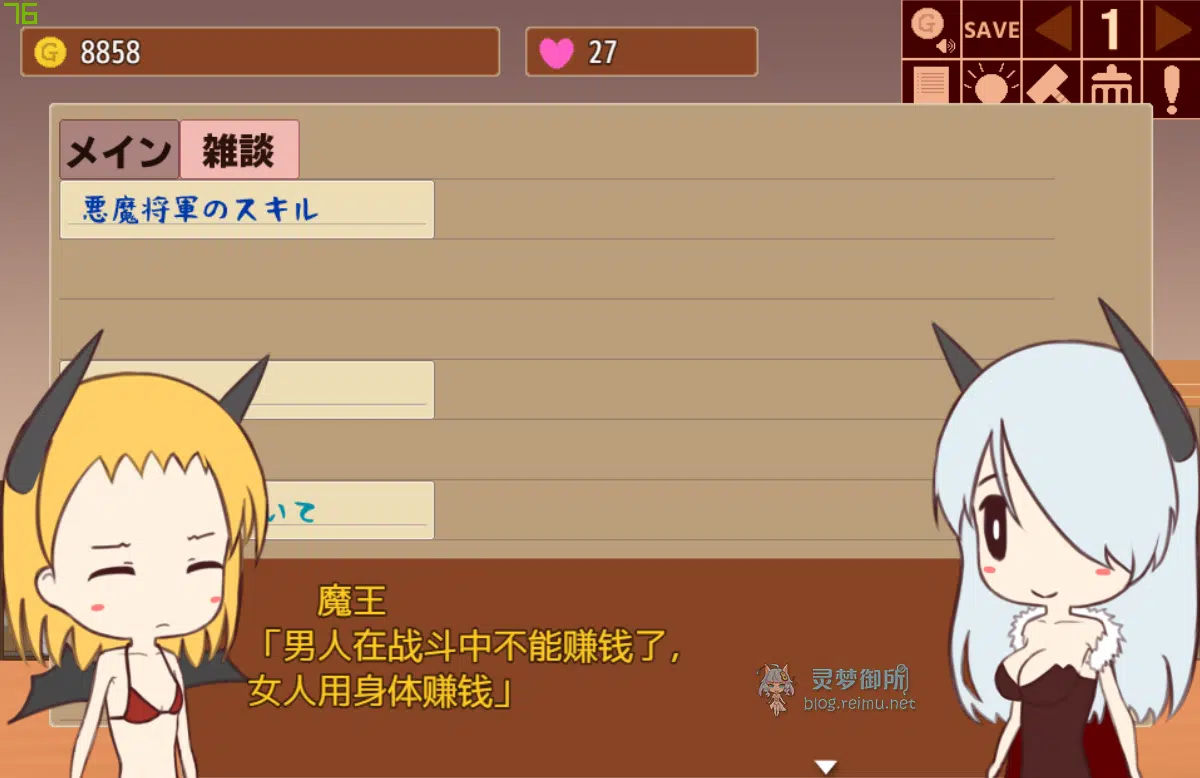 76
8858
27
G
SAVE
1
メイン
雑談
悪魔将軍のスキル
いて
魔王
「男人在战斗中不能赚钱了,
女人用身体赚钱」
灵梦御所
blog.reimu.net